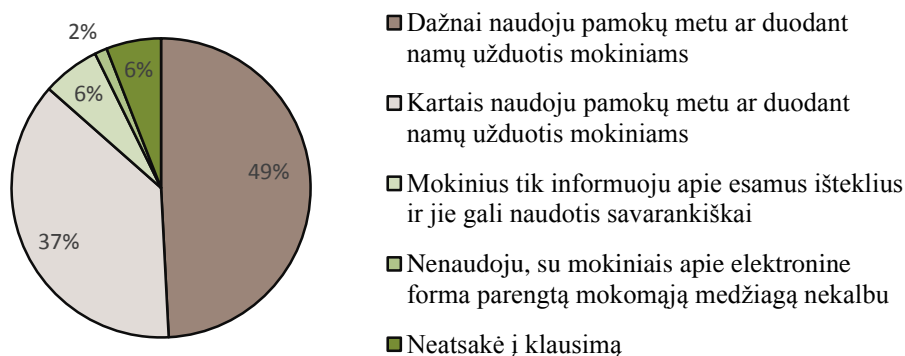 2%
6%
6%
49%
37%
Dažnai naudoju pamokų metu ar duodant
namų užduotis mokiniams
Kartais naudoju pamokų metu ar duodant
namų užduotis mokiniams
Mokinius tik informuoju apie esamus išteklius
ir jie gali naudotis savarankiškai
Nenaudoju, su mokiniais apie elektronine
forma parengtą mokomąją medžiagą nekalbu
Neatsakė į klausimą